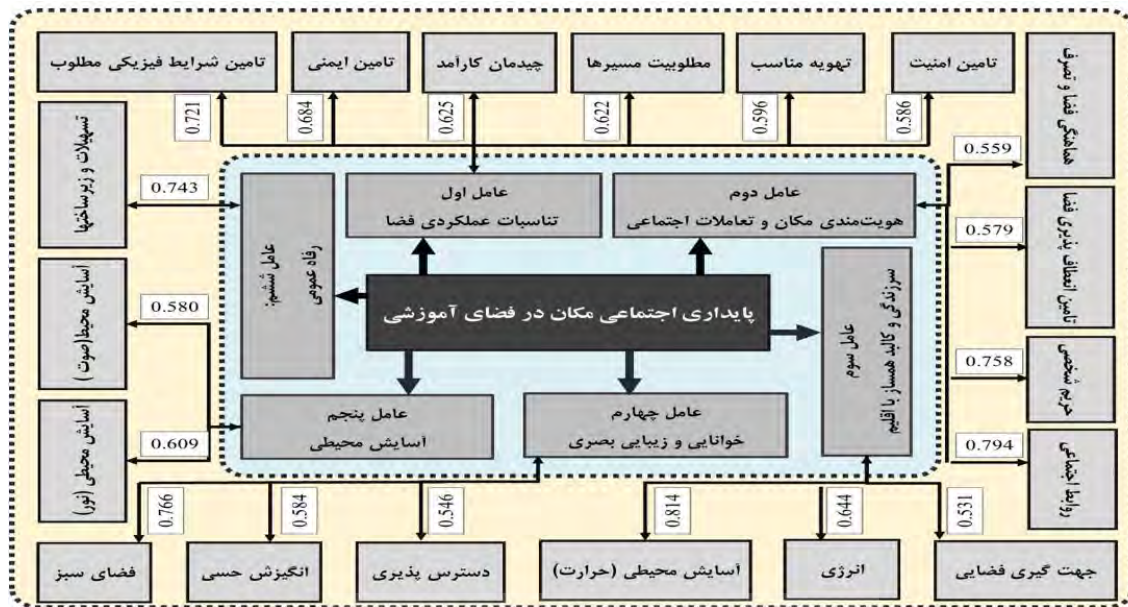 تامین امنیت
تهویه مناسب
مطلوبیت مسیرها
چیدمان کارآمد
تامین ایمنی
تامین شرایط فیزیکی مطلوب
0.586
0.596
0.622
0.625
0.684
0.721
هماهنگی فضا و تصرف
0.559
تامین انعطاف پذیری فضا
0.579
حریم شخصی
0.758
روابط اجتماعی
0.794
تسهیلات و زیرساختها
0.743
آسایش محیط(صوت )
0.580
آسایش محیطی (نور)
0.609
عامل دوم
هویت‌مندی مکان و تعاملات اجتماعی
عامل اول
تناسبات عملکردی فضا
عامل ششم:
رفاه عمومی
پایداری اجتماعی مکان در فضای آموزشی
عامل سوم
سرزندگی و کالبد همساز با اقلیم
عامل چهارم
خوانایی و زیبایی بصری
عامل پنجم
آسایش محیطی
0.531
0.644
0.814
0.546
0.584
0.766
جهت گیری فضایی
انرژی
آسایش محیطی (حرارت)
دسترس پذیری
انگیزش حسی
فضای سبز